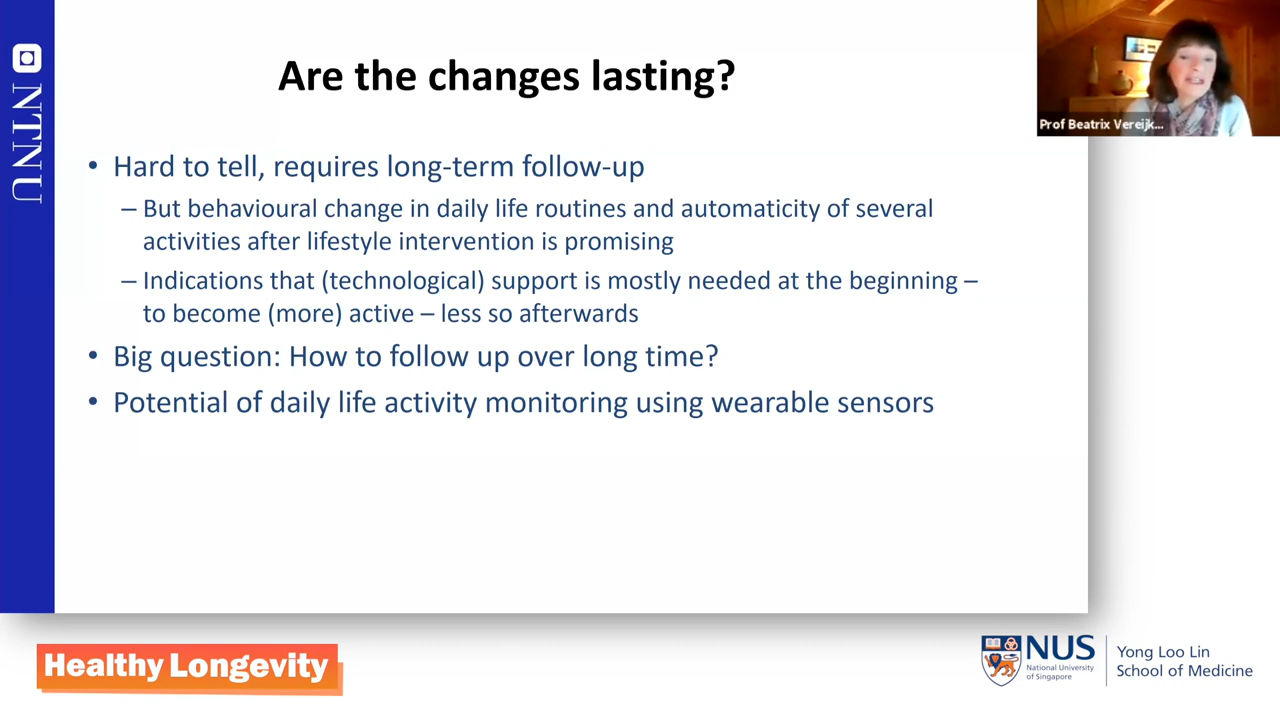 NTNU
Are the changes lasting?
Prof Beatrix Vereijk...
• Hard to tell, requires long-term follow-up
– But behavioural change in daily life routines and automaticity of several
activities after lifestyle intervention is promising
– Indications that (technological) support is mostly needed at the beginning –
to become (more) active – less so afterwards
• Big question: How to follow up over long time?
• Potential of daily life activity monitoring using wearable sensors
Healthy Longevity
NUS
National University
of Singapore
Yong Loo Lin
School of Medicine